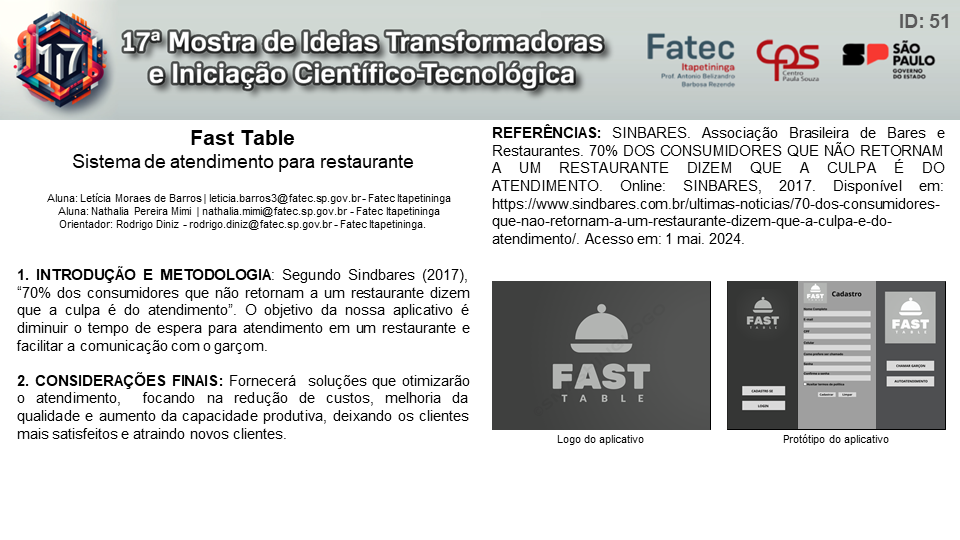 ID: 51
M17
17ª Mostra de Ideias Transformadoras
e Iniciação Científico-Tecnológica
Fatec
Itapetininga
Prof. Antonio Belizandro
Barbosa Rezende
CPS
Centro
Paula Souza
SP
SÃO PAULO
GOVERNO
DO ESTADO
Fast Table
Sistema de atendimento para restaurante
Aluna: Letícia Moraes de Barros | leticia.barros3@fatec.sp.gov.br - Fatec Itapetininga
Aluna: Nathalia Pereira Mimi | nathalia.mimi@fatec.sp.gov.br - Fatec Itapetininga
Orientador: Rodrigo Diniz - rodrigo.diniz@fatec.sp.gov.br - Fatec Itapetininga.
1. INTRODUÇÃO E METODOLOGIA: Segundo Sindbares (2017),
“70% dos consumidores que não retornam a um restaurante dizem
que a culpa é do atendimento”. O objetivo da nossa aplicativo é
diminuir o tempo de espera para atendimento em um restaurante e
facilitar a comunicação com o garçom.
2. CONSIDERAÇÕES FINAIS: Fornecerá soluções que otimizarão
o atendimento, focando na redução de custos, melhoria da
qualidade e aumento da capacidade produtiva, deixando os clientes
mais satisfeitos e atraindo novos clientes.
REFERÊNCIAS: SINBARES. Associação Brasileira de Bares e
Restaurantes. 70% DOS CONSUMIDORES QUE NÃO RETORNAM
A UM RESTAURANTE DIZEM QUE A CULPA É DO
ATENDIMENTO. Online: SINBARES, 2017. Disponível em:
https://www.sindbares.com.br/ultimas-noticias/70-dos-consumidores-
que-nao-retornam-a-um-restaurante-dizem-que-a-culpa-e-do-
atendimento/. Acesso em: 1 mai. 2024.
FAST
TABLE
Logo do aplicativo
FAST
TABLE
CADASTRE-SE
LOGIN
FAST
TABLE
Cadastro
Nome Completo
E-mail
CPF
Celular
Como prefere ser chamado
Senha
Confirme a senha
Aceitar termos de política
Cadastrar
Limpar
FAST
TABLE
CHAMAR GARÇOM
AUTOATENDIMENTO
Protótipo do aplicativo